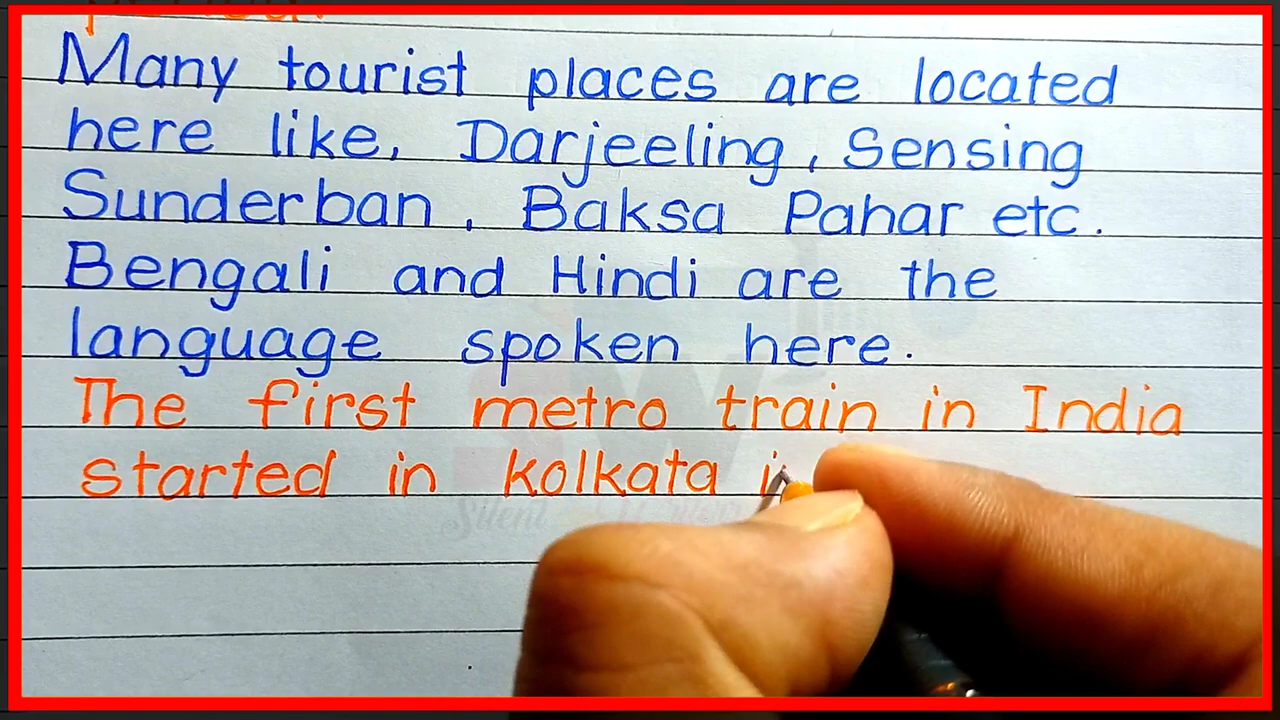 Many tourist places are located
here like, Darjeeling, Sensing
Sunderban, Baksa Pahar etc.
Bengali and Hindi are the
language spoken here.
The first metro train in India
started in kolkata i
Silent